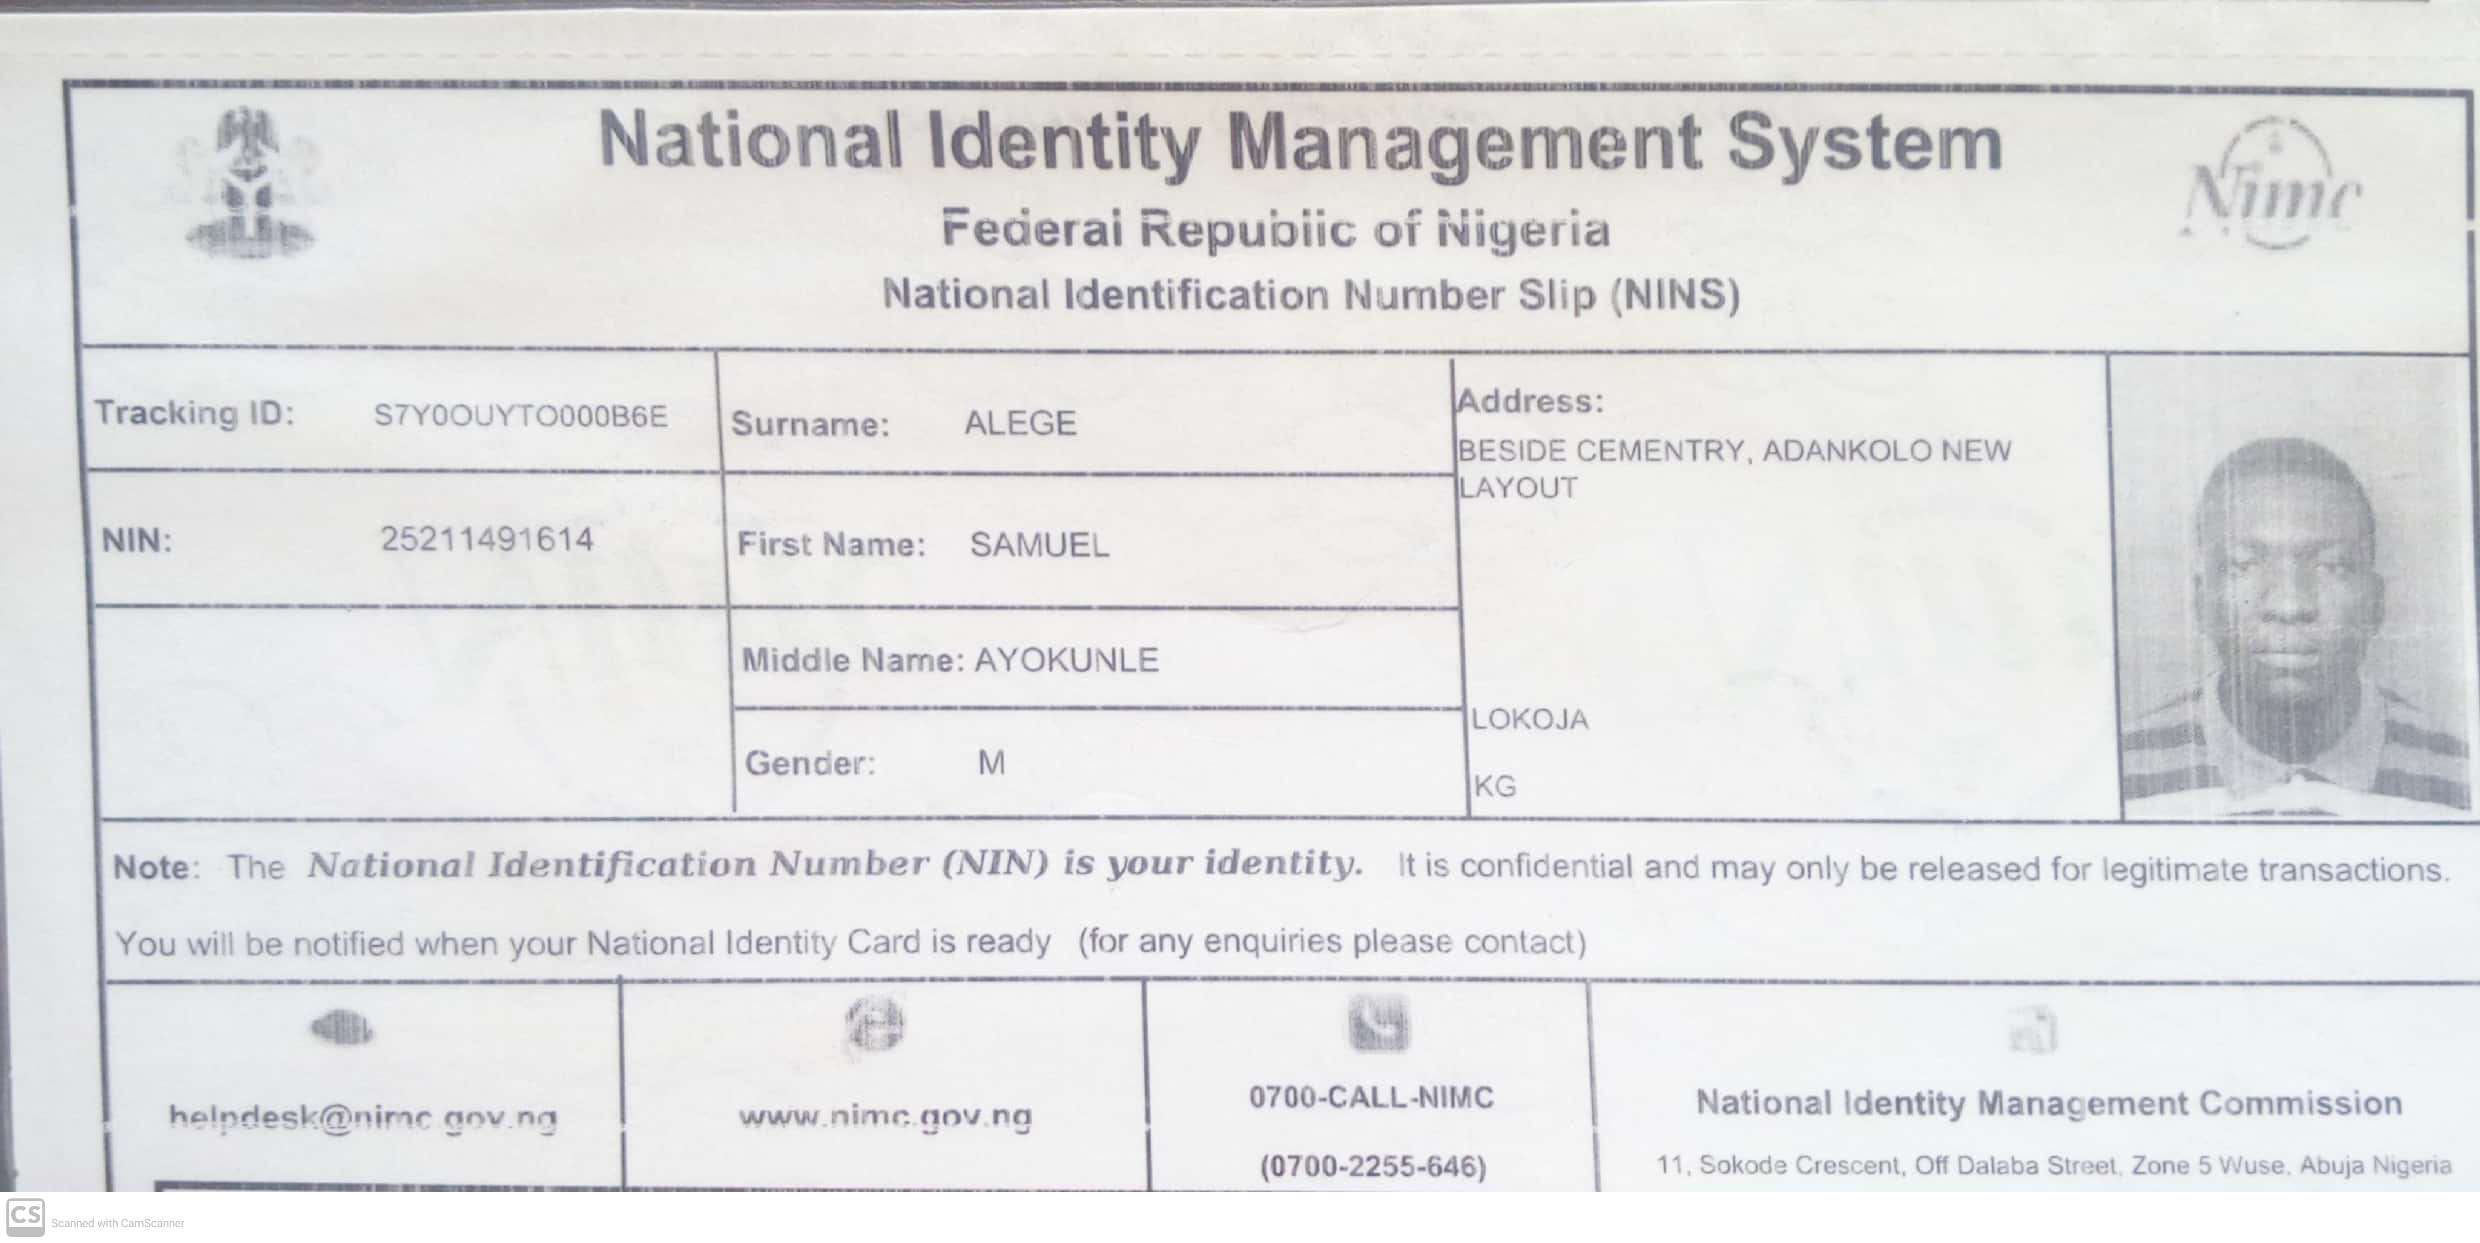 National Identity Management System
Federal Republic of Nigeria
National Identification Number Slip (NINS)
Nimc
Tracking ID: S7Y0OUYTO000B6E
Surname: ALEGE
Address:
BESIDE CEMENTRY, ADANKOLO NEW
LAYOUT
NIN: 25211491614
First Name: SAMUEL
Middle Name: AYOKUNLE
LOKOJA
Gender: M
KG
Note: The National Identification Number (NIN) is your identity. It is confidential and may only be released for legitimate transactions.
You will be notified when your National Identity Card is ready (for any enquiries please contact)
helpdesk@nimc.gov.ng
www.nimc.gov.ng
0700-CALL-NIMC
(0700-2255-646)
National Identity Management Commission
11, Sokode Crescent, Off Dalaba Street, Zone 5 Wuse, Abuja Nigeria
CS Scanned with CamScanner